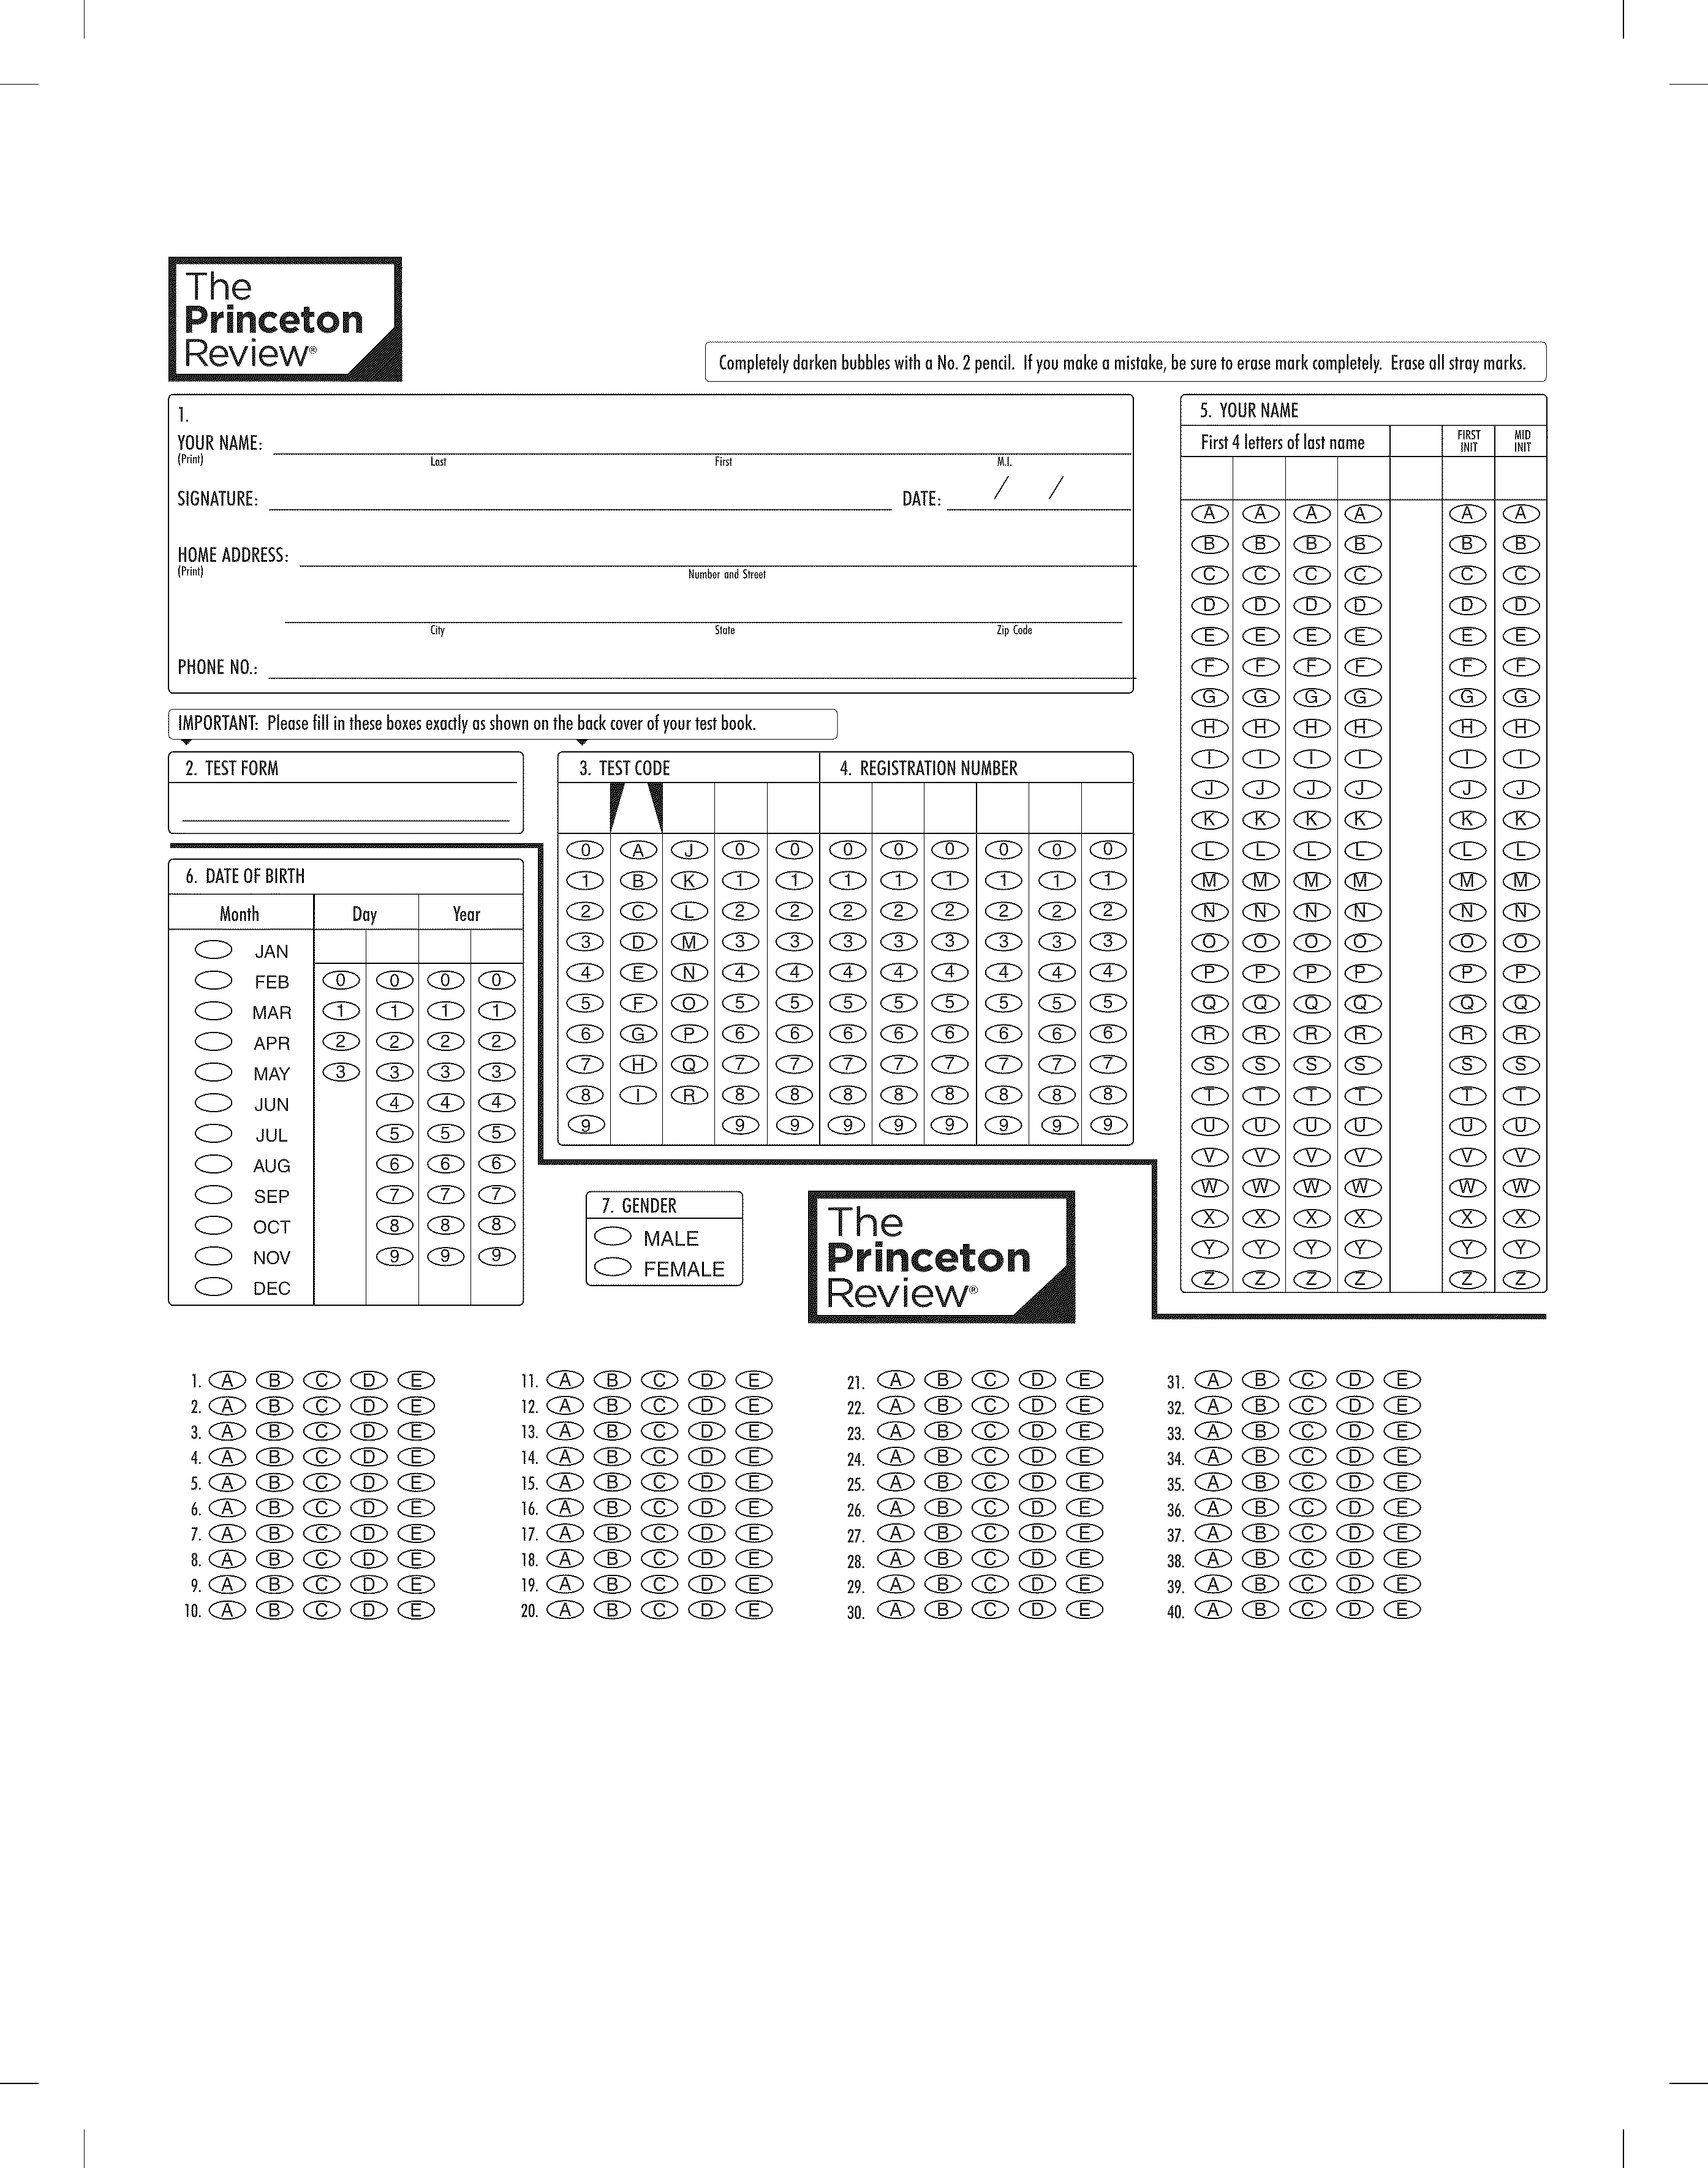 The
Princeton
Review®
Completely darken bubbles with a No. 2 pencil. If you make a mistake, be sure to erase mark completely. Erase all stray marks.
1.
YOUR NAME:
(Print)
Last First M.I.
SIGNATURE: DATE: / /
HOME ADDRESS:
(Print)
Number and Street
City State Zip Code
PHONE NO.:
IMPORTANT: Please fill in these boxes exactly as shown on the back cover of your test book.
2. TEST FORM
3. TEST CODE
0 A J 0 0
1 B K 1 1
2 C L 2 2
3 D M 3 3
4 E N 4 4
5 F O 5 5
6 G P 6 6
7 H Q 7 7
8 I R 8 8
9 9 9
4. REGISTRATION NUMBER
0 0 0 0 0 0
1 1 1 1 1 1
2 2 2 2 2 2
3 3 3 3 3 3
4 4 4 4 4 4
5 5 5 5 5 5
6 6 6 6 6 6
7 7 7 7 7 7
8 8 8 8 8 8
9 9 9 9 9 9
5. YOUR NAME
First 4 letters of last name FIRST INIT MID INIT
A A A A A A
B B B B B B
C C C C C C
D D D D D D
E E E E E E
F F F F F F
G G G G G G
H H H H H H
I I I I I I
J J J J J J
K K K K K K
L L L L L L
M M M M M M
N N N N N N
O O O O O O
P P P P P P
Q Q Q Q Q Q
R R R R R R
S S S S S S
T T T T T T
U U U U U U
V V V V V V
W W W W W W
X X X X X X
Y Y Y Y Y Y
Z Z Z Z Z Z
6. DATE OF BIRTH
Month Day Year
JAN
FEB 0 0 0 0
MAR 1 1 1 1
APR 2 2 2 2
MAY 3 3 3 3
JUN 4 4 4
JUL 5 5 5
AUG 6 6 6
SEP 7 7 7
OCT 8 8 8
NOV 9 9 9
DEC
7. GENDER
MALE
FEMALE
The
Princeton
Review®
1. A B C D E
2. A B C D E
3. A B C D E
4. A B C D E
5. A B C D E
6. A B C D E
7. A B C D E
8. A B C D E
9. A B C D E
10. A B C D E
11. A B C D E
12. A B C D E
13. A B C D E
14. A B C D E
15. A B C D E
16. A B C D E
17. A B C D E
18. A B C D E
19. A B C D E
20. A B C D E
21. A B C D E
22. A B C D E
23. A B C D E
24. A B C D E
25. A B C D E
26. A B C D E
27. A B C D E
28. A B C D E
29. A B C D E
30. A B C D E
31. A B C D E
32. A B C D E
33. A B C D E
34. A B C D E
35. A B C D E
36. A B C D E
37. A B C D E
38. A B C D E
39. A B C D E
40. A B C D E